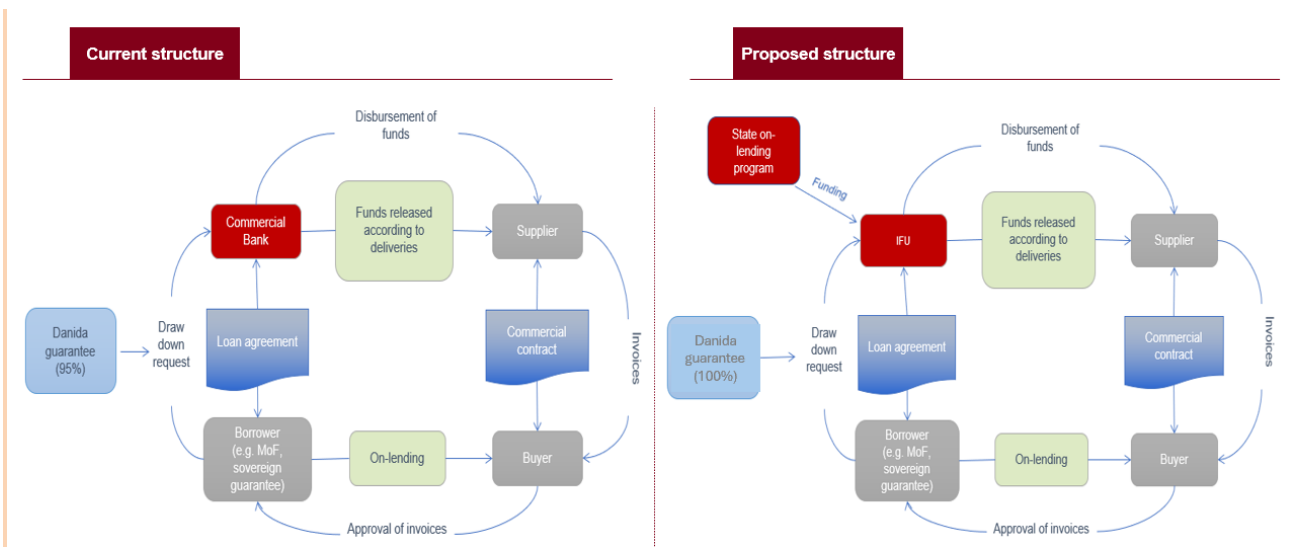 Current structure
Disbursement of
funds
Commercial
Bank
Funds released
according to
deliveries
Supplier
Danida
guarantee
(95%)
Draw
down
request
Loan agreement
Commercial
contract
Invoices
Borrower
(e.g. MoF,
sovereign
guarantee)
On-lending
Buyer
Approval of invoices
Proposed structure
State on-
lending
program
Funding
Disbursement of
funds
IFU
Funds released
according to
deliveries
Supplier
Danida
guarantee
(100%)
Draw
down
request
Loan agreement
Commercial
contract
Invoices
Borrower
(e.g. MoF,
sovereign
guarantee)
On-lending
Buyer
Approval of invoices